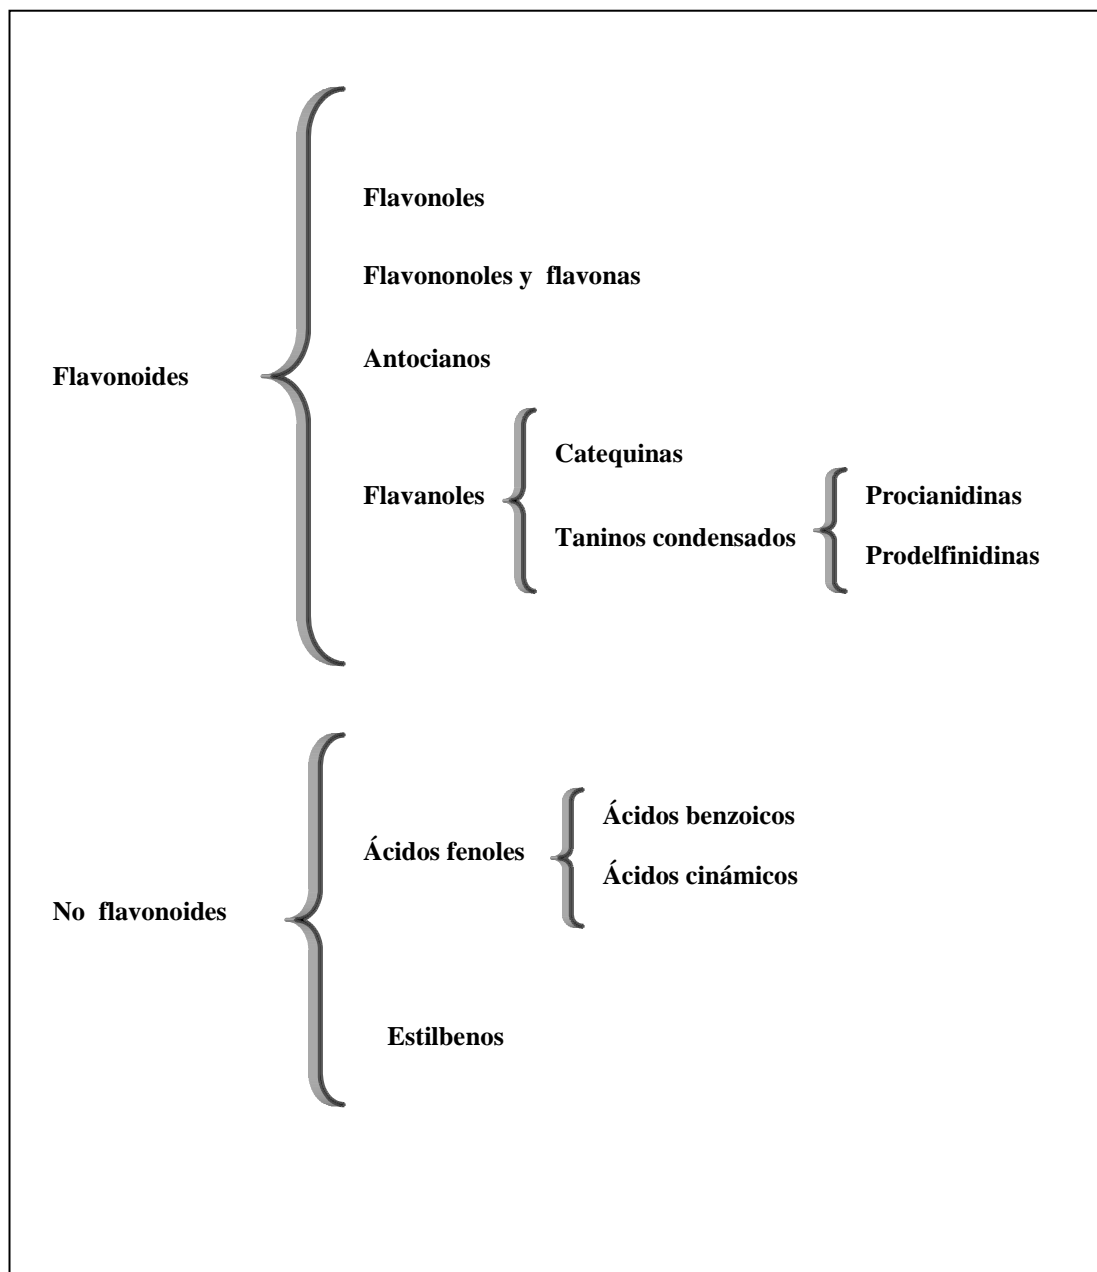 Flavonoles
Flavononoles y  flavonas
Antocianos
Flavonoides
Catequinas
Flavanoles
Procianidinas
Taninos condensados
Prodelfinidinas
Ácidos benzoicos
Ácidos fenoles
Ácidos cinámicos
No  flavonoides
Estilbenos